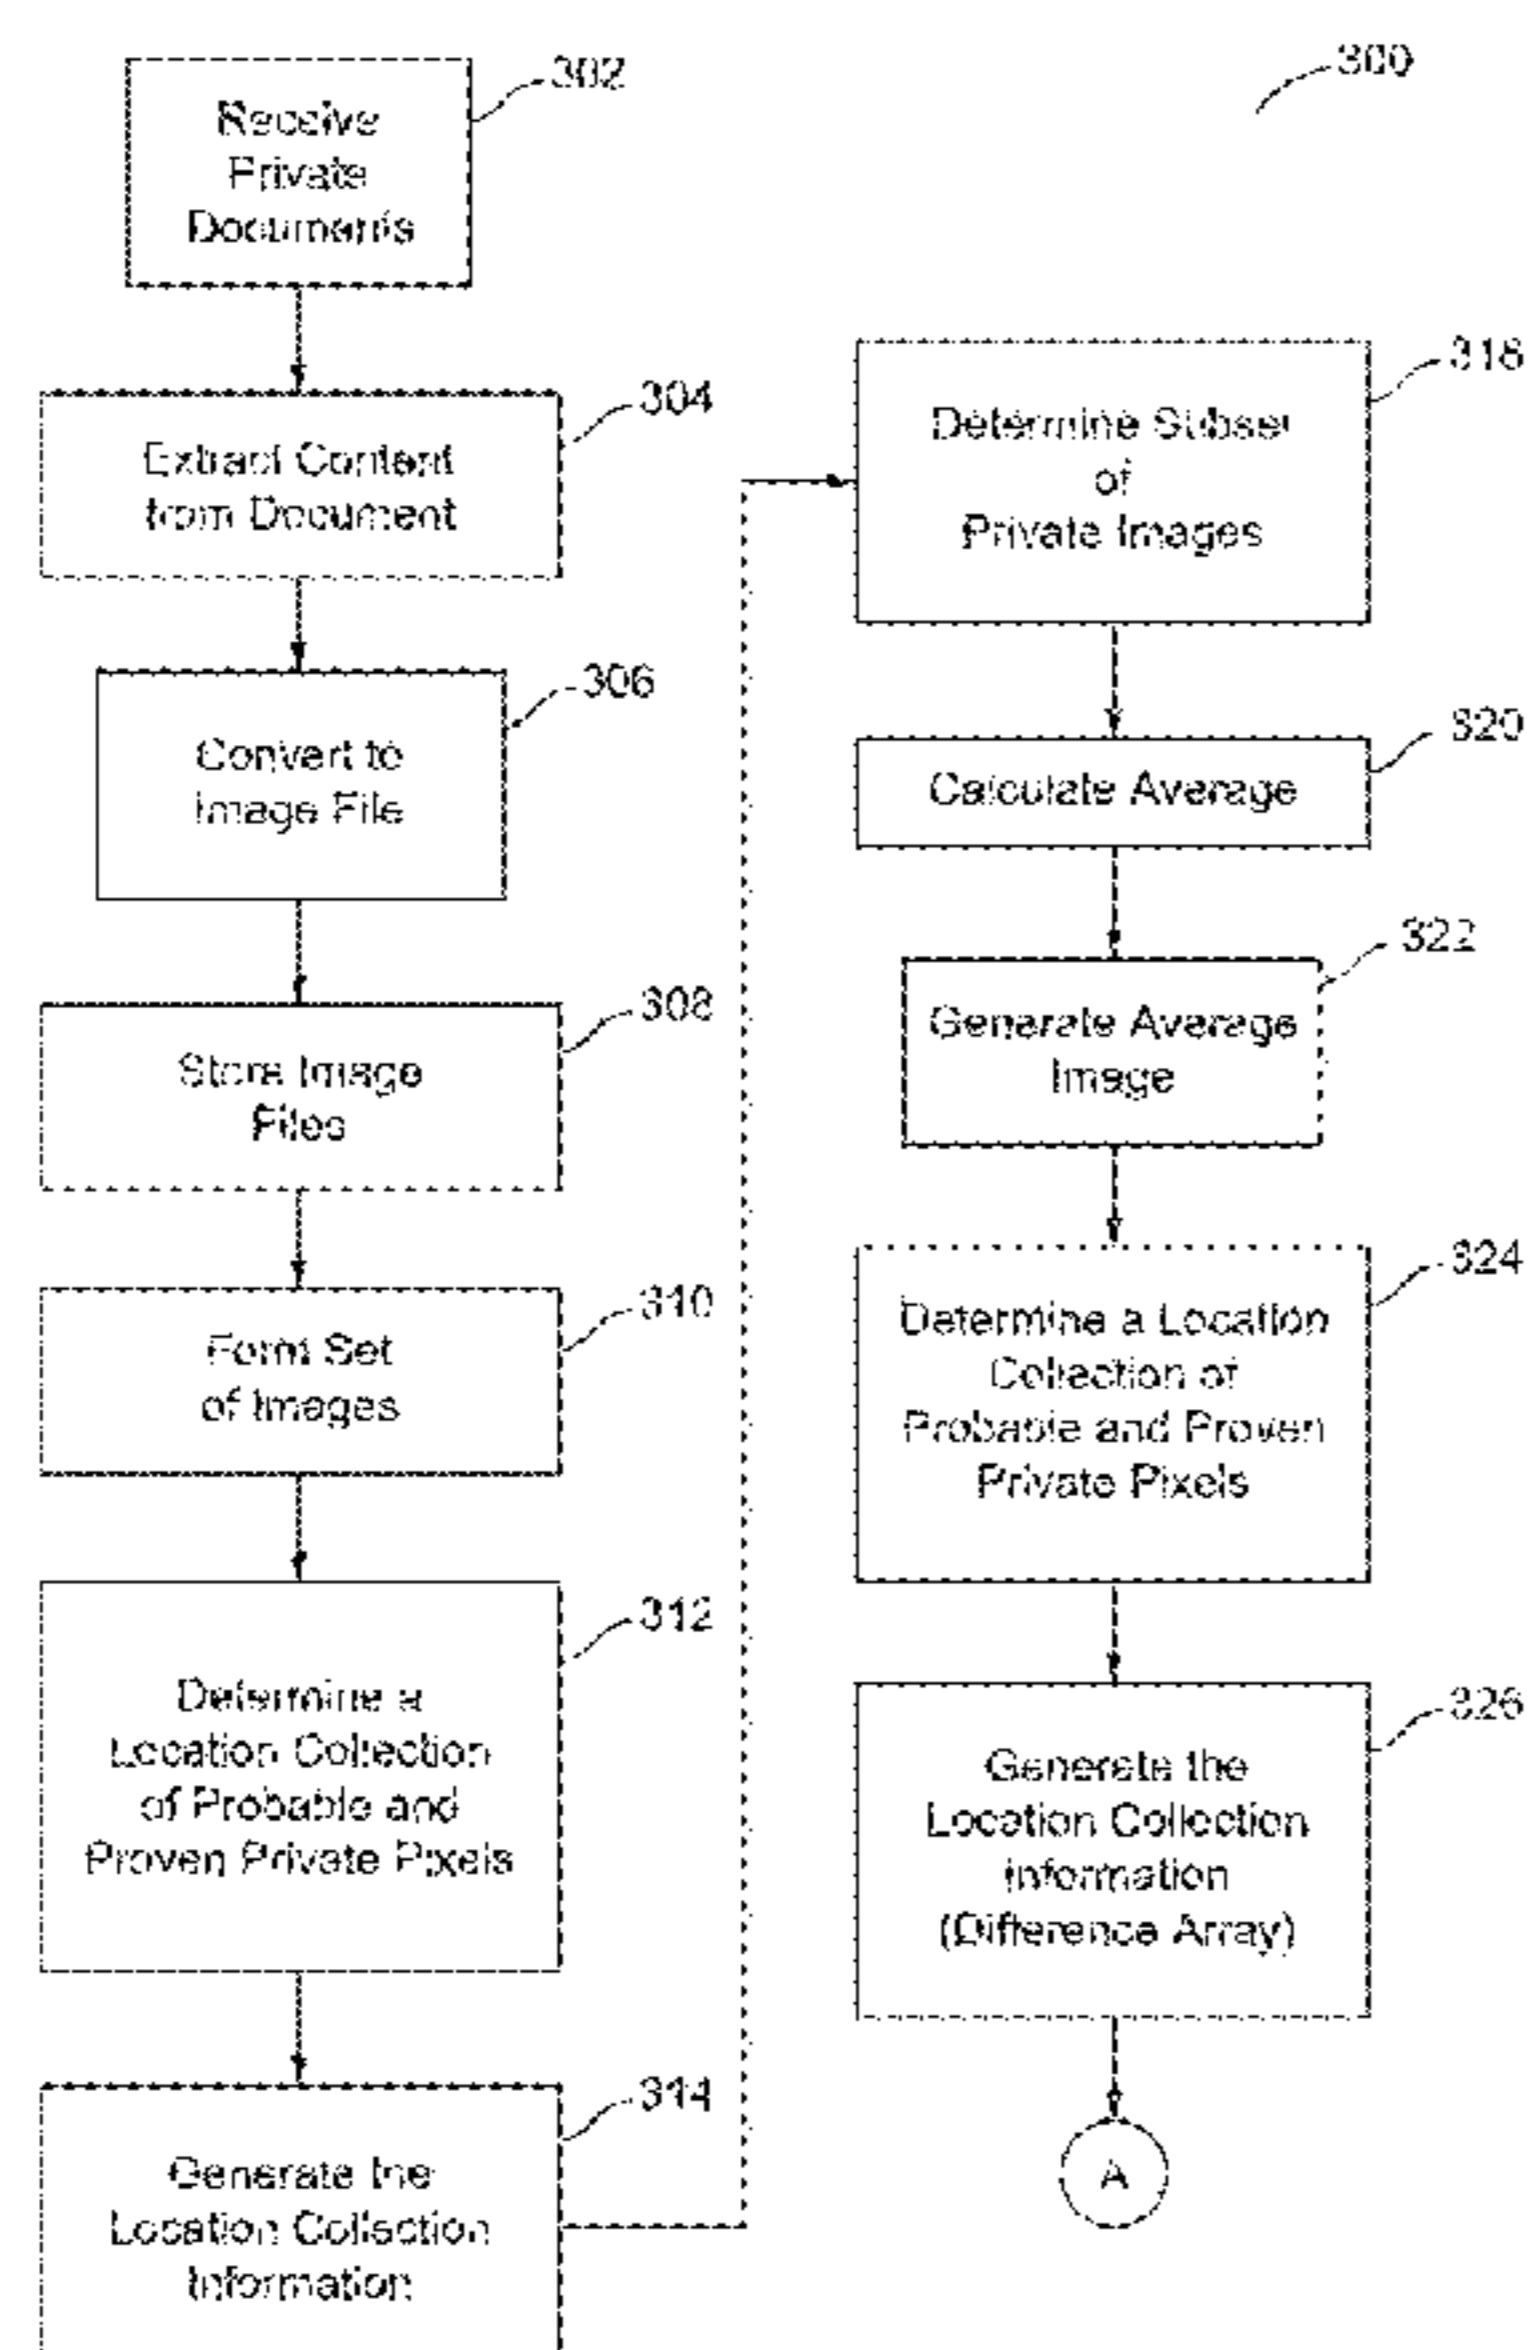 300
302
Receive
Private
Documents
304
Extract Content
from Document
306
Convert to
Image File
308
Store Image
Files
310
Form Set
of Images
312
Determine a
Location Collection
of Probable and
Proven Private Pixels
314
Generate the
Location Collection
Information
Determine Subset
of
Private Images
320
Calculate Average
322
Generate Average
Image
324
Determine a Location
Collection of
Probable and Proven
Private Pixels
326
Generate the
Location Collection
Information
(Difference Array)
A